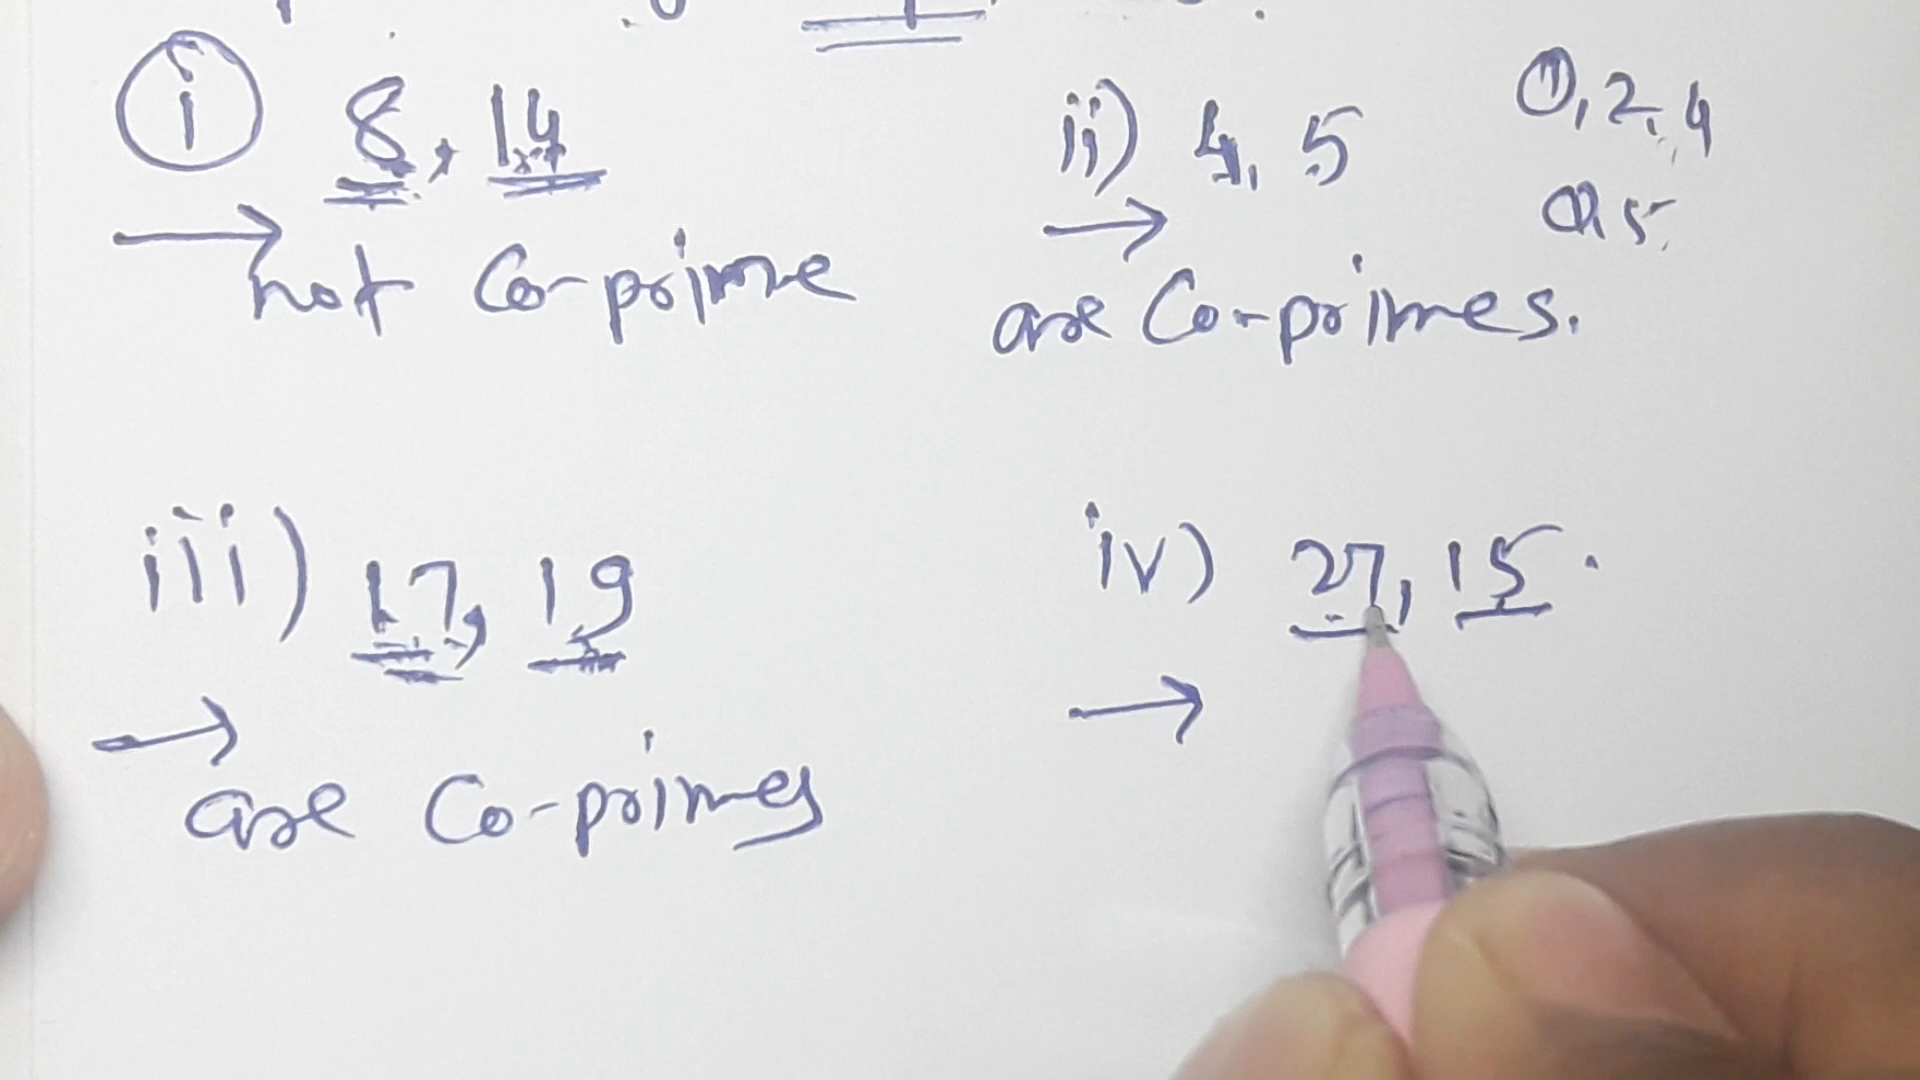 i 8, 14
→ not Co-prime
ii) 4, 5
1, 2, 4
1, 5
→ are Co-primes.
iii) 17, 19
→ are Co-primes
iv) 27, 15.
→